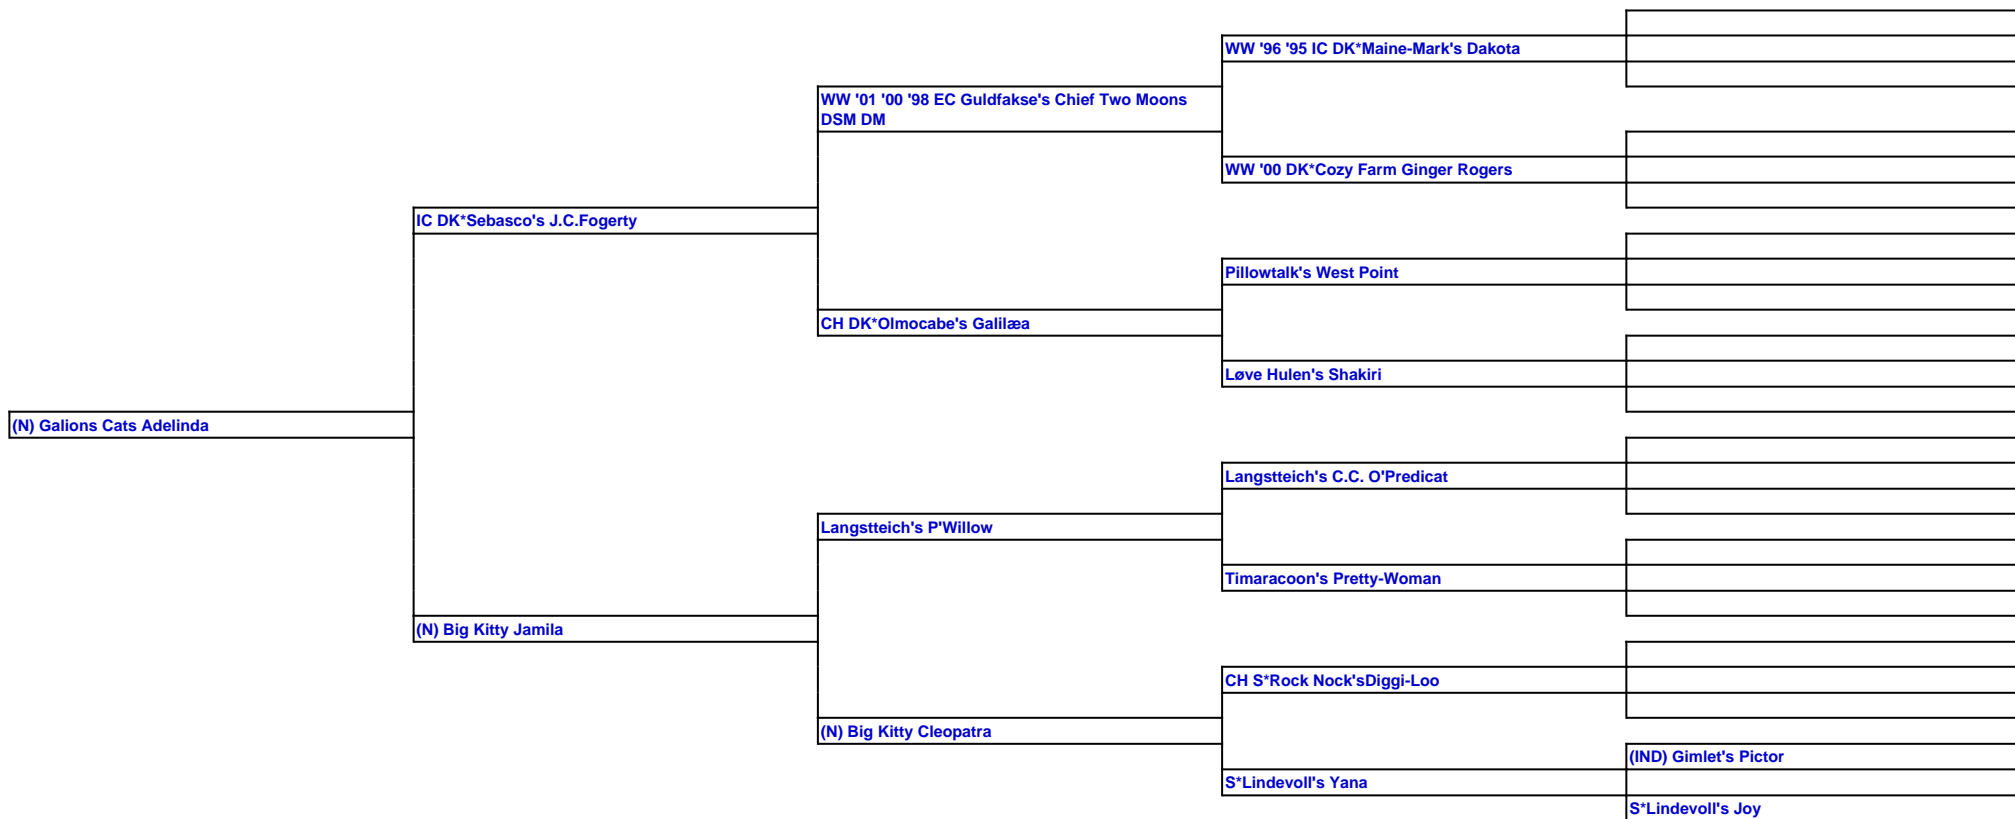 WW '96 '95 IC DK*Maine-Mark's Dakota
WW '01 '00 '98 EC Guldfakse's Chief Two Moons
DSM DM
WW '00 DK*Cozy Farm Ginger Rogers
IC DK*Sebasco's J.C.Fogerty
Pillowtalk's West Point
CH DK*Olmocabe's Galilæa
Løve Hulen's Shakiri
(N) Galions Cats Adelinda
Langstteich's C.C. O'Predicat
Langstteich's P'Willow
Timaracoon's Pretty-Woman
(N) Big Kitty Jamila
CH S*Rock Nock'sDiggi-Loo
(N) Big Kitty Cleopatra
(IND) Gimlet's Pictor
S*Lindevoll's Yana
S*Lindevoll's Joy